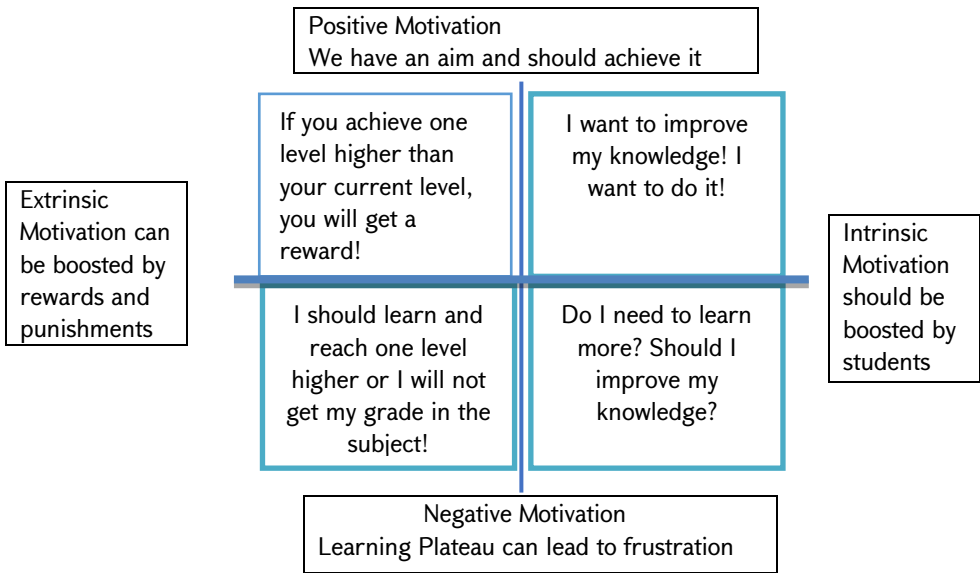 Positive Motivation
We have an aim and should achieve it
If you achieve one
level higher than
your current level,
you will get a
reward!
I want to improve
my knowledge! I
want to do it!
Extrinsic
Motivation can
be boosted by
rewards and
punishments
Intrinsic
Motivation
should be
boosted by
students
I should learn and
reach one level
higher or I will not
get my grade in the
subject!
Do I need to learn
more? Should I
improve my
knowledge?
Negative Motivation
Learning Plateau can lead to frustration